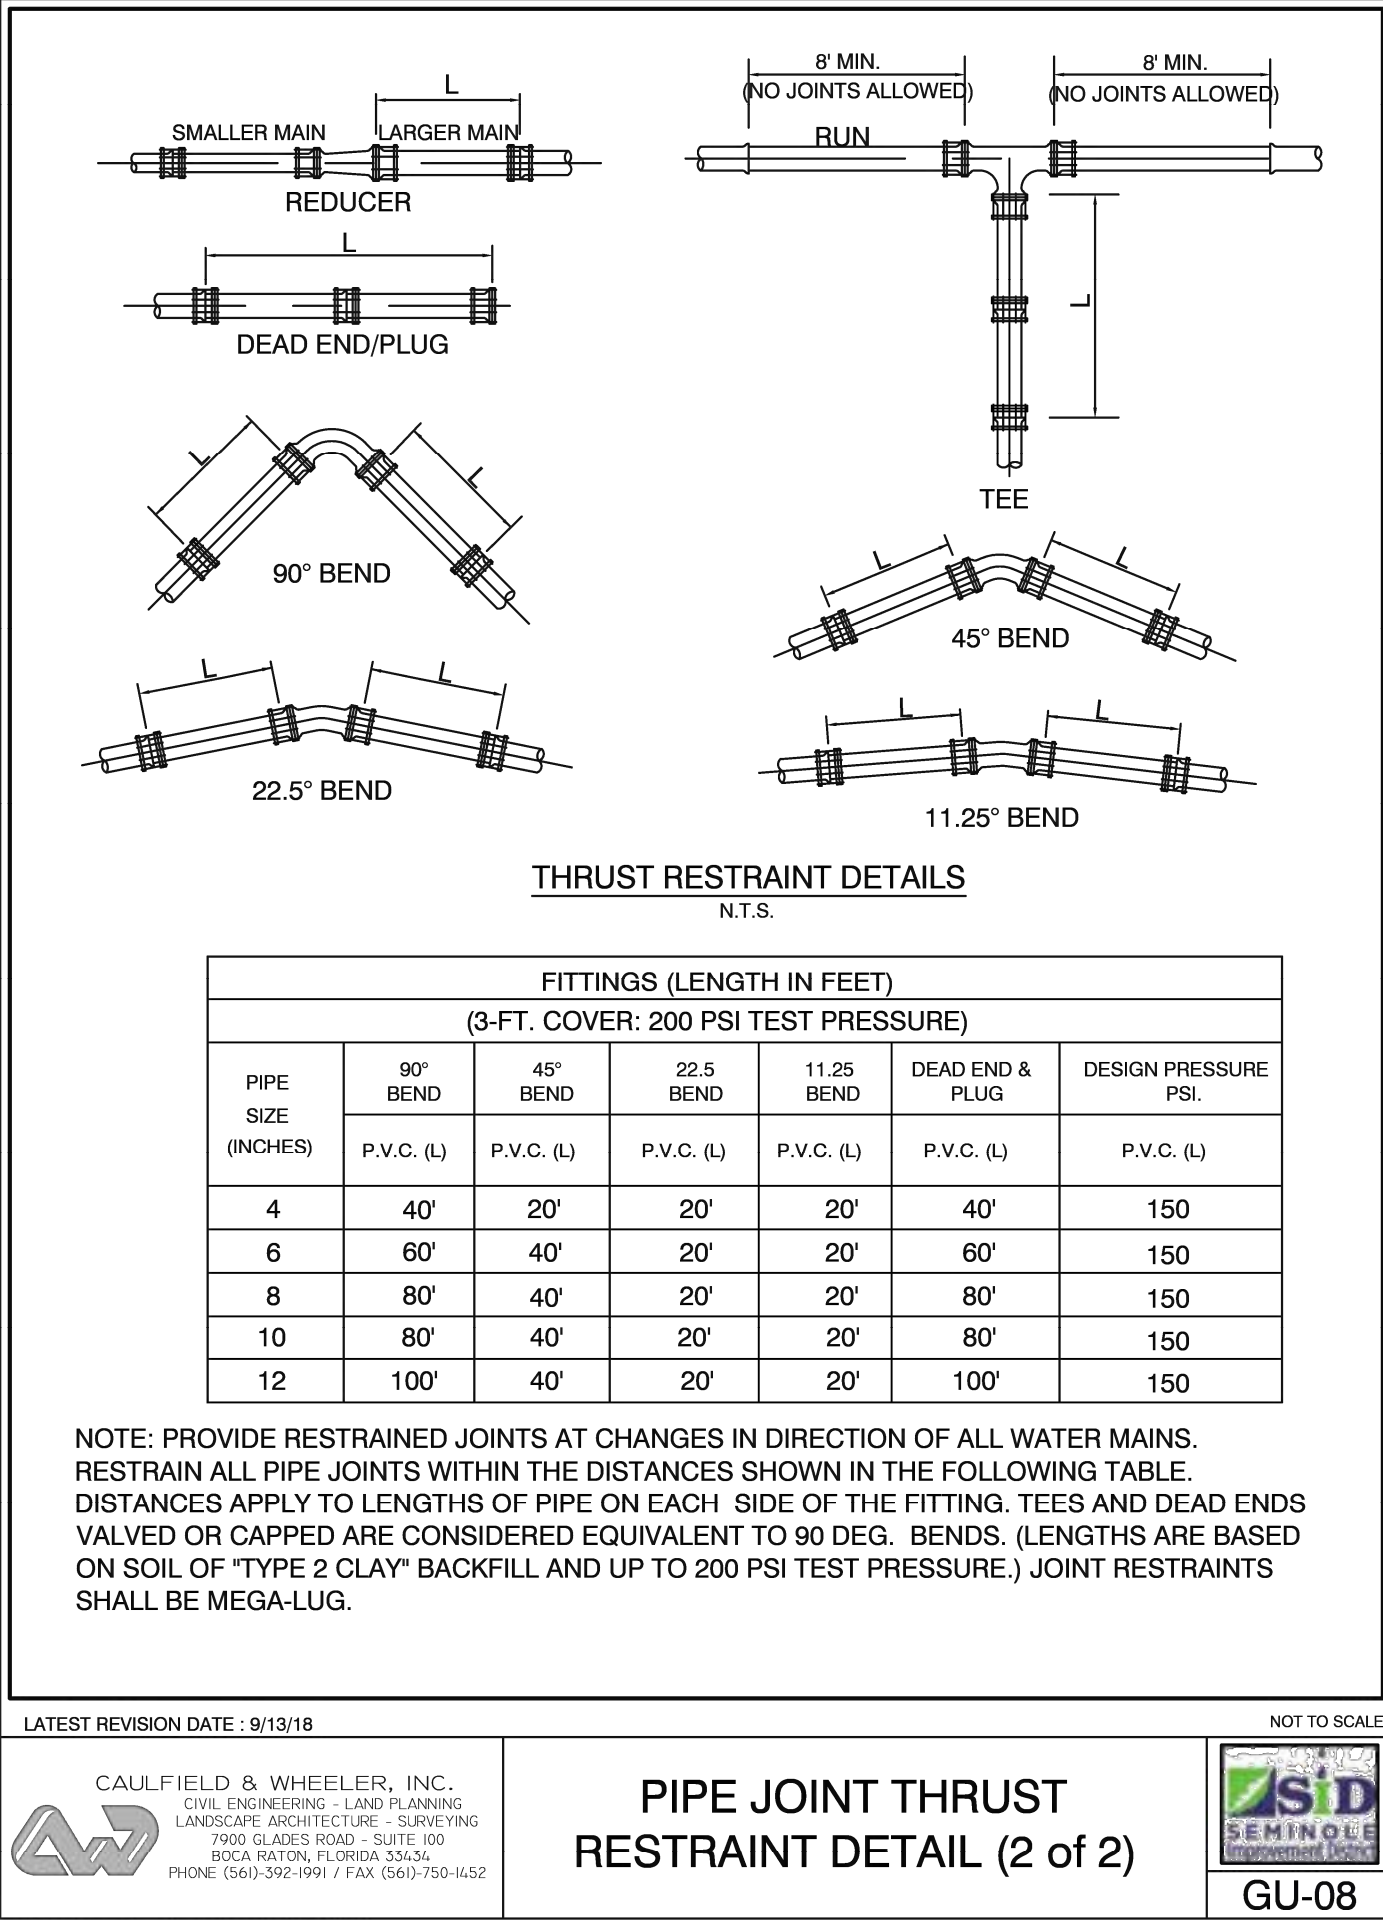 8' MIN.
8' MIN.
(NO JOINTS ALLOWED)
(NO JOINTS ALLOWED)
L
SMALLER MAIN
LARGER MAIN
RUN
REDUCER
L
DEAD END/PLUG
L
TEE
L
L
90° BEND
L
L
45° BEND
L
L
22.5° BEND
L
L
11.25° BEND
THRUST RESTRAINT DETAILS
N.T.S.
FITTINGS (LENGTH IN FEET)
(3-FT. COVER: 200 PSI TEST PRESSURE)
PIPE
SIZE
(INCHES)
90°
BEND
45°
BEND
22.5
BEND
11.25
BEND
DEAD END &
PLUG
DESIGN PRESSURE
PSI.
P.V.C. (L) P.V.C. (L) P.V.C. (L) P.V.C. (L) P.V.C. (L) P.V.C. (L)
4 40' 20' 20' 20' 40' 150
6 60' 40' 20' 20' 60' 150
8 80' 40' 20' 20' 80' 150
10 80' 40' 20' 20' 80' 150
12 100' 40' 20' 20' 100' 150
NOTE: PROVIDE RESTRAINED JOINTS AT CHANGES IN DIRECTION OF ALL WATER MAINS.
RESTRAIN ALL PIPE JOINTS WITHIN THE DISTANCES SHOWN IN THE FOLLOWING TABLE.
DISTANCES APPLY TO LENGTHS OF PIPE ON EACH SIDE OF THE FITTING. TEES AND DEAD ENDS
VALVED OR CAPPED ARE CONSIDERED EQUIVALENT TO 90 DEG. BENDS. (LENGTHS ARE BASED
ON SOIL OF "TYPE 2 CLAY" BACKFILL AND UP TO 200 PSI TEST PRESSURE.) JOINT RESTRAINTS
SHALL BE MEGA-LUG.
LATEST REVISION DATE : 9/13/18
NOT TO SCALE
CAULFIELD & WHEELER, INC.
CIVIL ENGINEERING - LAND PLANNING
LANDSCAPE ARCHITECTURE - SURVEYING
7900 GLADES ROAD - SUITE 100
BOCA RATON, FLORIDA 33434
PHONE (561)-392-1991 / FAX (561)-750-1452
PIPE JOINT THRUST
RESTRAINT DETAIL (2 of 2)
SiD
SEMINOLE
Improvement District
GU-08